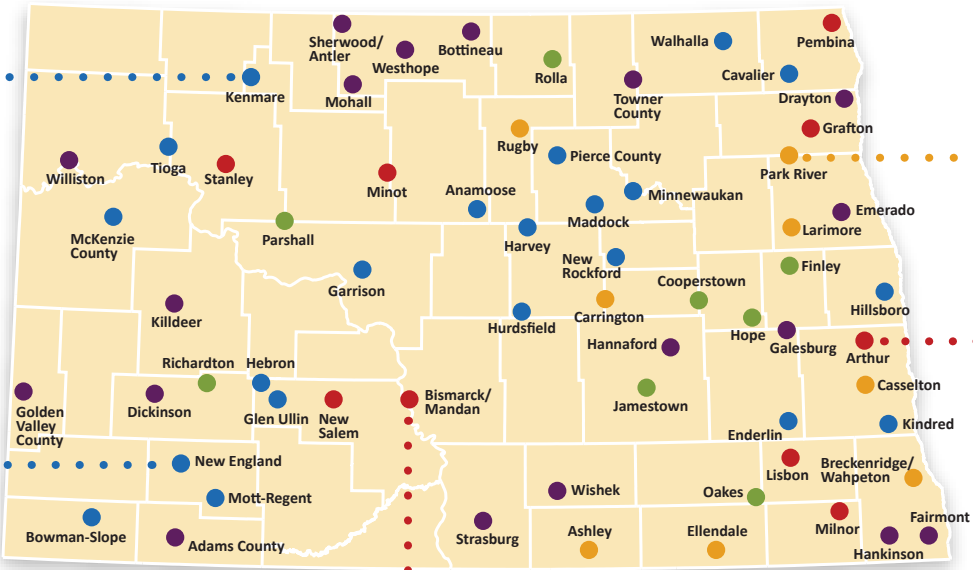 Sherwood/
Antler
Westhope
Bottineau
Rolla
Walhalla
Pembina
Kenmare
Mohall
Towner
County
Cavalier
Drayton
Grafton
Williston
Tioga
Stanley
Minot
Rugby
Pierce County
Park River
Anamoose
Minnewaukan
Maddock
Emerado
Larimore
McKenzie
County
Parshall
Harvey
New
Rockford
Finley
Garrison
Cooperstown
Hillsboro
Killdeer
Hurdsfield
Carrington
Hope
Galesburg
Hannaford
Arthur
Richardton
Hebron
Casselton
Golden
Valley
County
Dickinson
Glen Ullin
New
Salem
Bismarck/
Mandan
Jamestown
Enderlin
Kindred
New England
Lisbon
Breckenridge/
Wahpeton
Mott-Regent
Wishek
Oakes
Bowman-Slope
Adams County
Strasburg
Ashley
Ellendale
Milnor
Fairmont
Hankinson